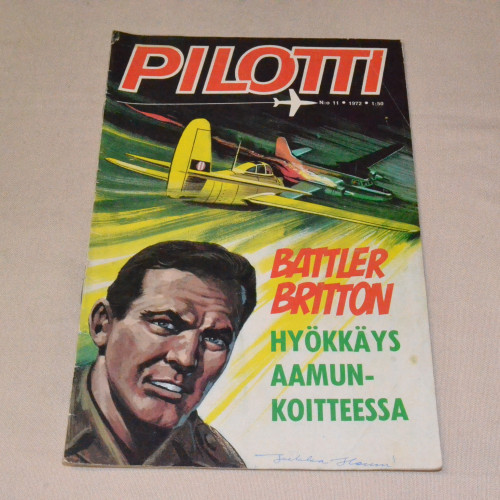 PILOTTI
N:o 11 • 1972 • 1:50
BATTLER
BRITTON
HYÖKKÄYS
AAMUN-
KOITTEESSA